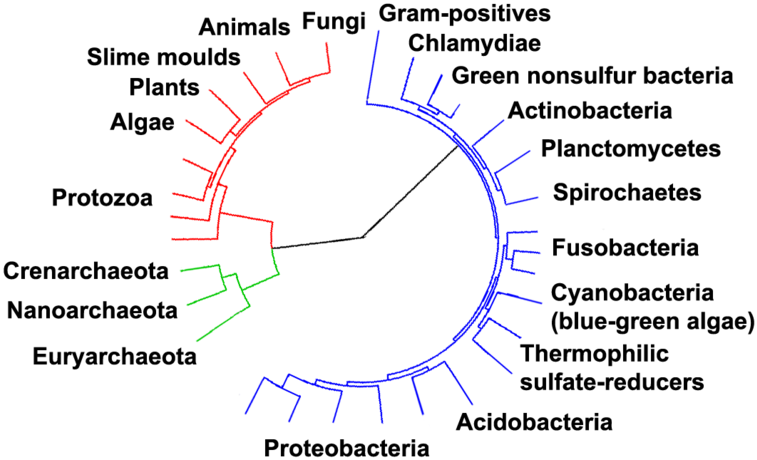 Fungi
Animals
Slime moulds
Plants
Algae
Protozoa
Crenarchaeota
Nanoarchaeota
Euryarchaeota
Gram-positives
Chlamydiae
Green nonsulfur bacteria
Actinobacteria
Planctomycetes
Spirochaetes
Fusobacteria
Cyanobacteria
(blue-green algae)
Thermophilic
sulfate-reducers
Acidobacteria
Proteobacteria